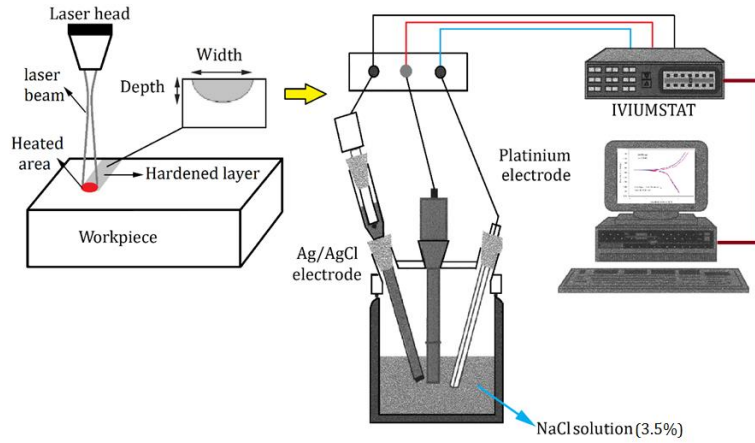 Laser head
laser
beam
Width
Depth
Heated
area
Hardened layer
Workpiece
IVIUMSTAT
Platinium
electrode
Ag/AgCl
electrode
NaCl solution (3.5%)